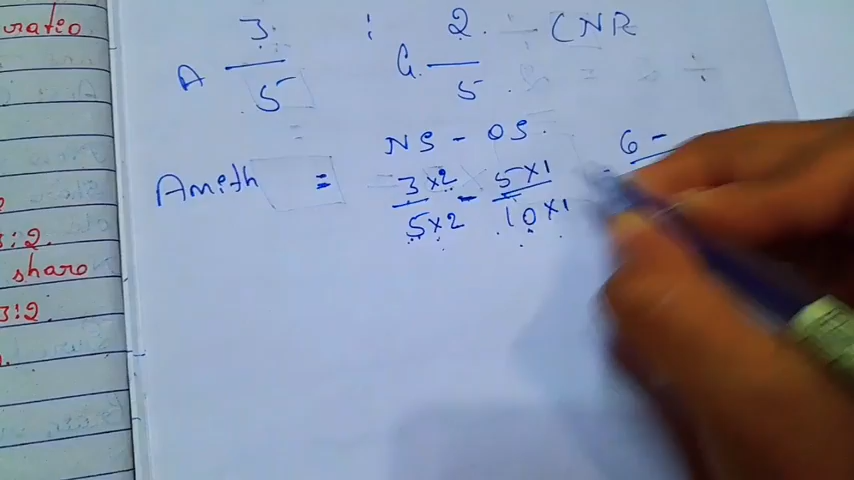 ratio
3:2.
share
3:2.
3 : 2. - CNR
A — G. —
5 5.
NS - OS.
Ameth = 3x2 - 5x1 6 -
5x2 10x1